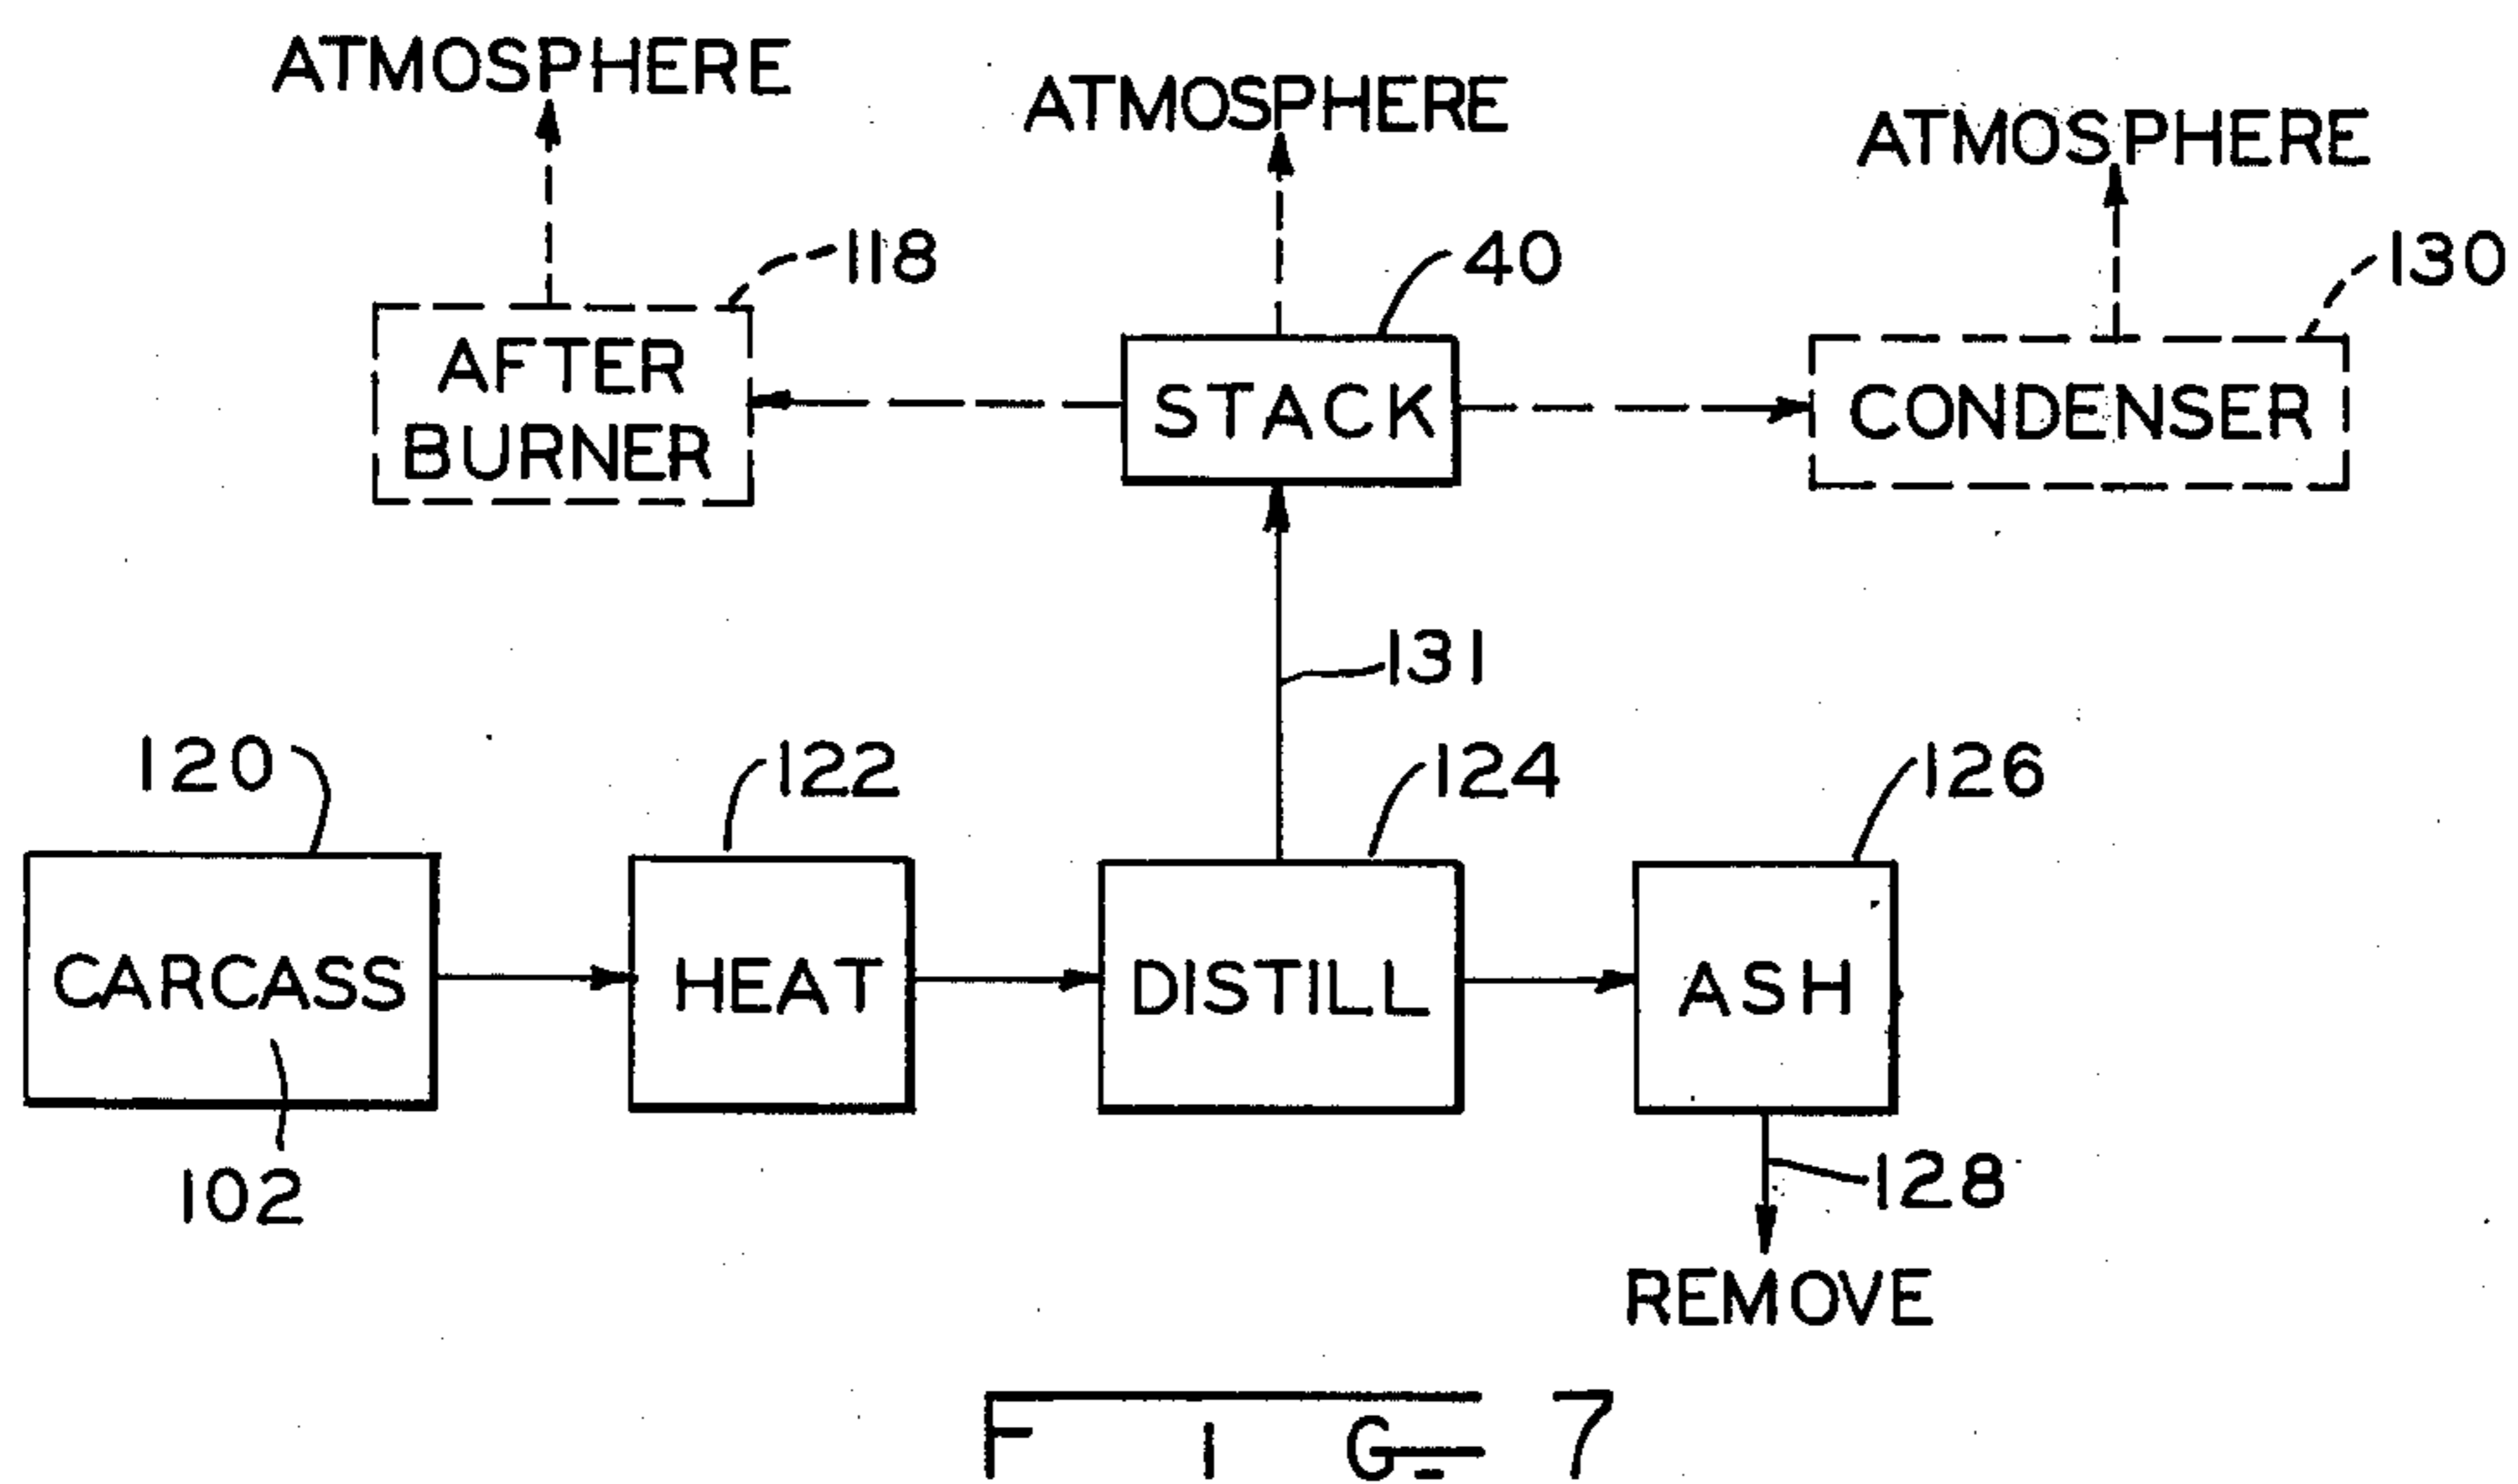 ATMOSPHERE
ATMOSPHERE
ATMOSPHERE
118
40
130
AFTER
BURNER
STACK
CONDENSER
131
120
122
124
126
CARCASS
HEAT
DISTILL
ASH
102
128
REMOVE
FIG- 7